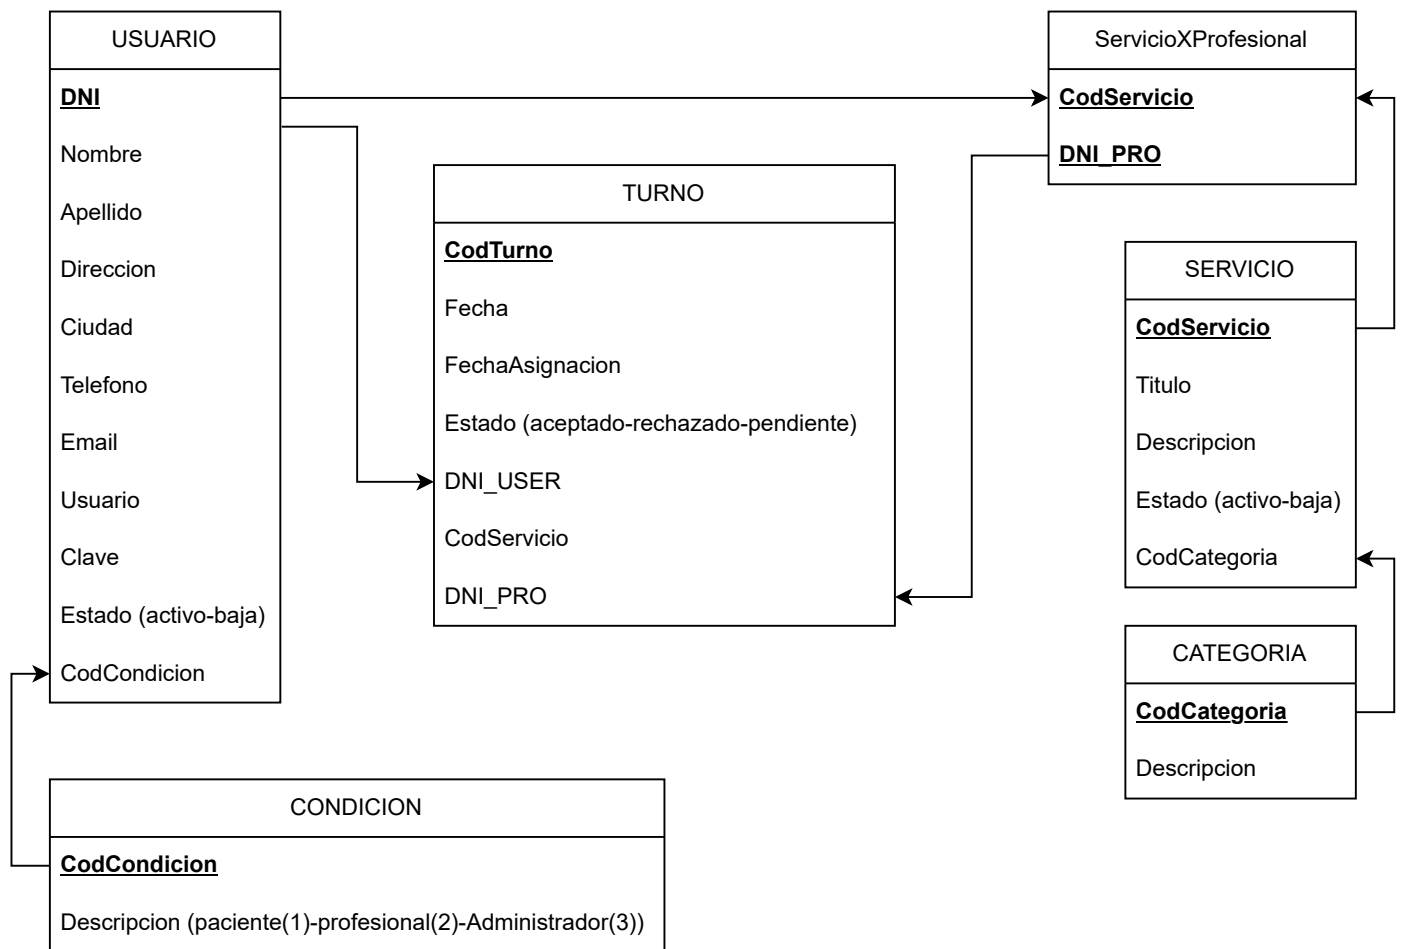 USUARIO
DNI
Nombre
Apellido
Direccion
Ciudad
Telefono
Email
Usuario
Clave
Estado (activo-baja)
CodCondicion
TURNO
CodTurno
Fecha
FechaAsignacion
Estado (aceptado-rechazado-pendiente)
DNI_USER
CodServicio
DNI_PRO
ServicioXProfesional
CodServicio
DNI_PRO
SERVICIO
CodServicio
Titulo
Descripcion
Estado (activo-baja)
CodCategoria
CATEGORIA
CodCategoria
Descripcion
CONDICION
CodCondicion
Descripcion (paciente(1)-profesional(2)-Administrador(3))